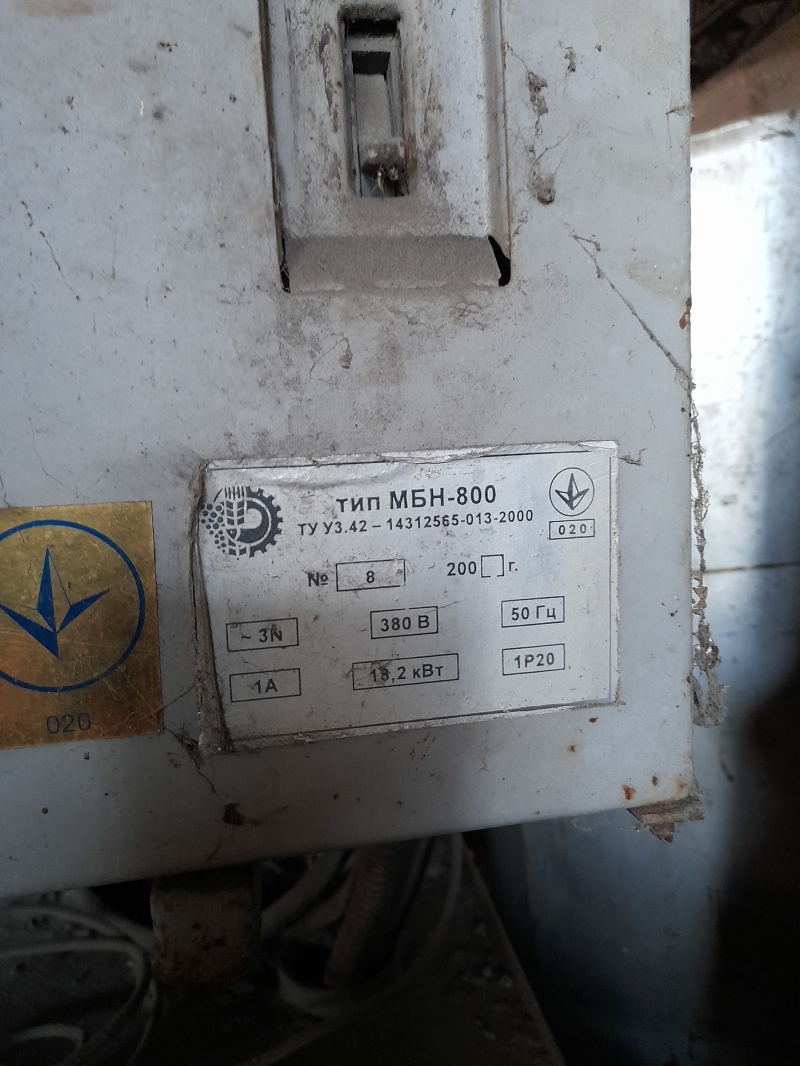 тип МБН-800
ТУ У3.42 – 14312565-013-2000
020
№ 8 200 г.
~ 3N 380 В 50 Гц
1А 18,2 кВт 1Р20
020